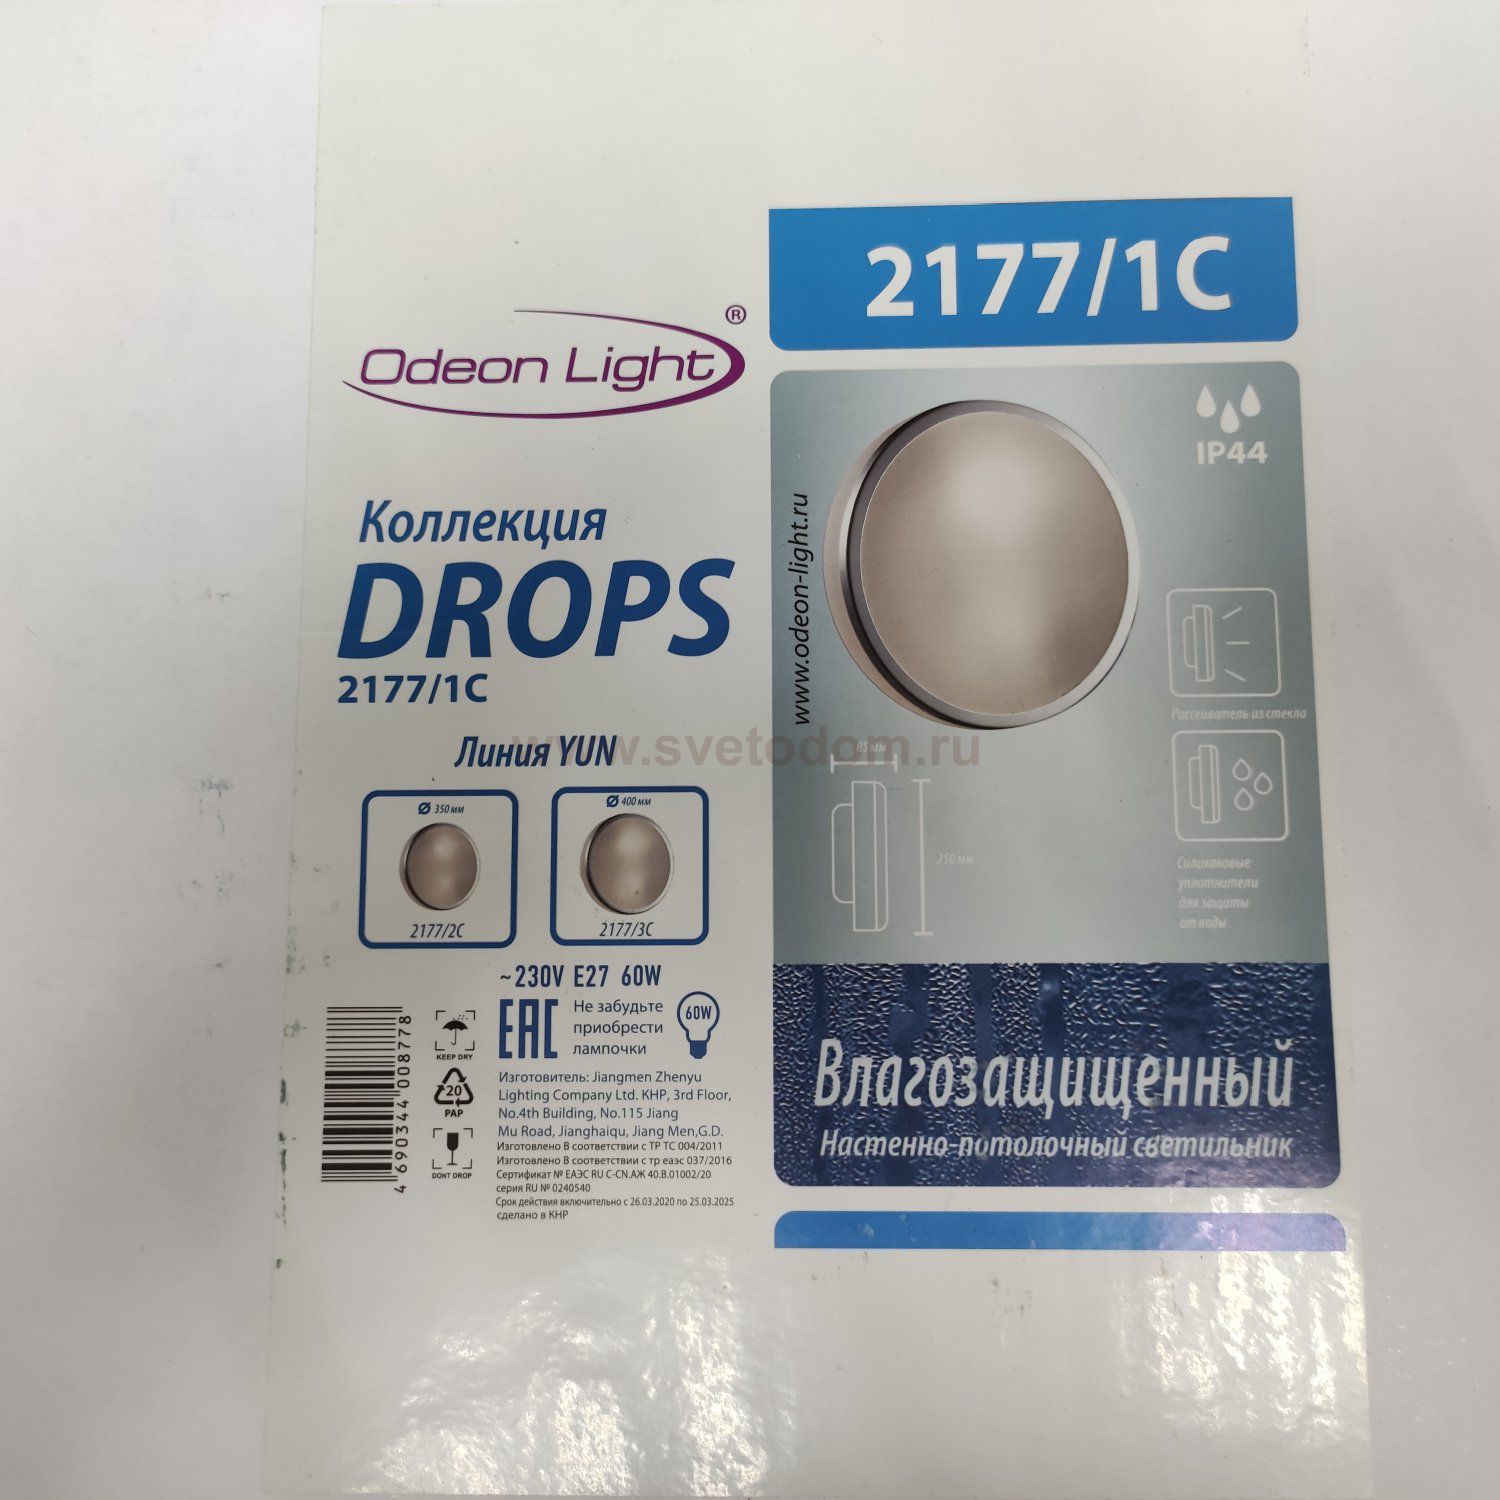 Odeon Light ®
Коллекция
DROPS
2177/1C
Линия YUN
Ø 350 мм
2177/2C
Ø 400 мм
2177/3C
~230V E27 60W
EAC
Не забудьте
приобрести
лампочки
60W
Изготовитель: Jiangmen Zhenyu
Lighting Company Ltd. КНР, 3rd Floor,
No.4th Building, No.115 Jiang
Mu Road, Jianghaiqu, Jiang Men,G.D.
Изготовлено В соответствии с ТР ТС 004/2011
Изготовлено В соответствии с тр еаэс 037/2016
Сертификат № ЕАЭС RU C-CN.АЖ 40.В.01002/20
серия RU № 0240540
Срок действия включительно с 26.03.2020 по 25.03.2025
сделано в КНР
4 690344 008778
KEEP DRY
20
PAP
DONT DROP
2177/1C
IP44
www.odeon-light.ru
Рассеиватель из стекла
85 мм
250 мм
Силиконовые
уплотнители
для защиты
от воды
Влагозащищенный
Настенно-потолочный светильник
www.svetodom.ru